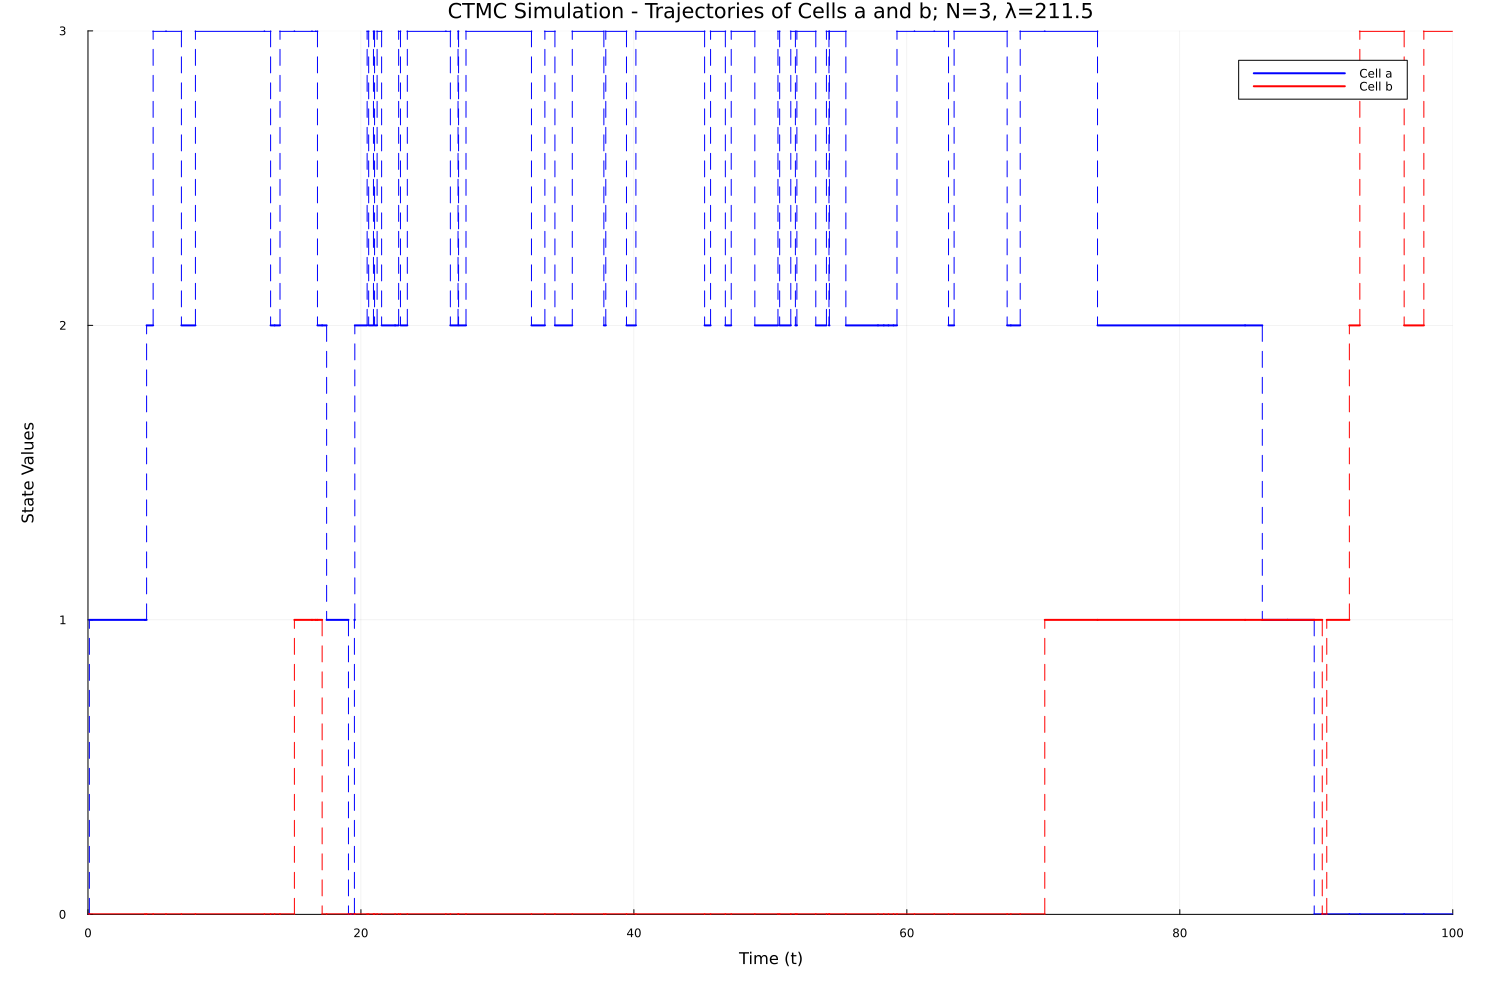 CTMC Simulation - Trajectories of Cells a and b; N=3, λ=211.5
3
Cell a
Cell b
2
State Values
1
0
0 20 40 60 80 100
Time (t)